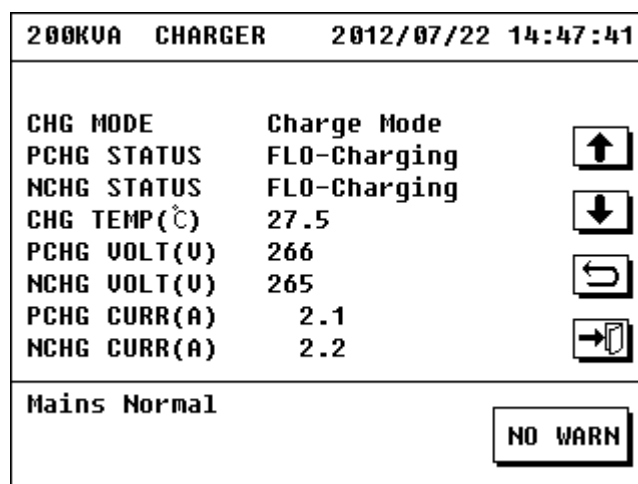 200KVA CHARGER 2012/07/22 14:47:41
CHG MODE Charge Mode
PCHG STATUS FLO-Charging
NCHG STATUS FLO-Charging
CHG TEMP(℃) 27.5
PCHG VOLT(V) 266
NCHG VOLT(V) 265
PCHG CURR(A) 2.1
NCHG CURR(A) 2.2
Mains Normal
NO WARN